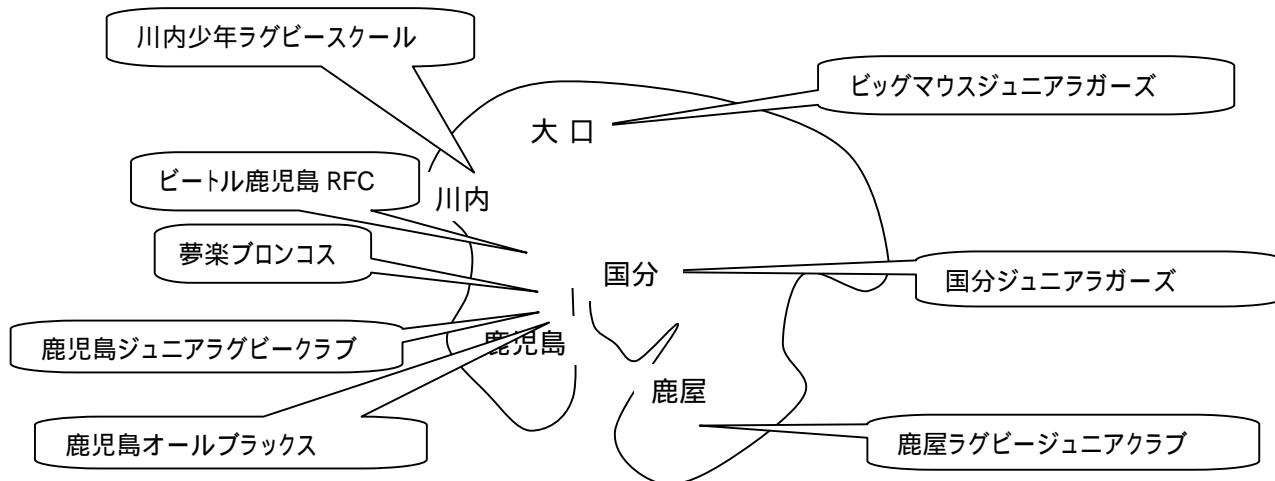 川内少年ラグビースクール
ビッグマウスジュニアラガーズ
大 口
ビートル鹿児島 RFC
川内
夢楽ブロンコス
国分
国分ジュニアラガーズ
鹿児島ジュニアラグビークラブ
鹿児島
鹿屋
鹿児島オールブラックス
鹿屋ラグビージュニアクラブ